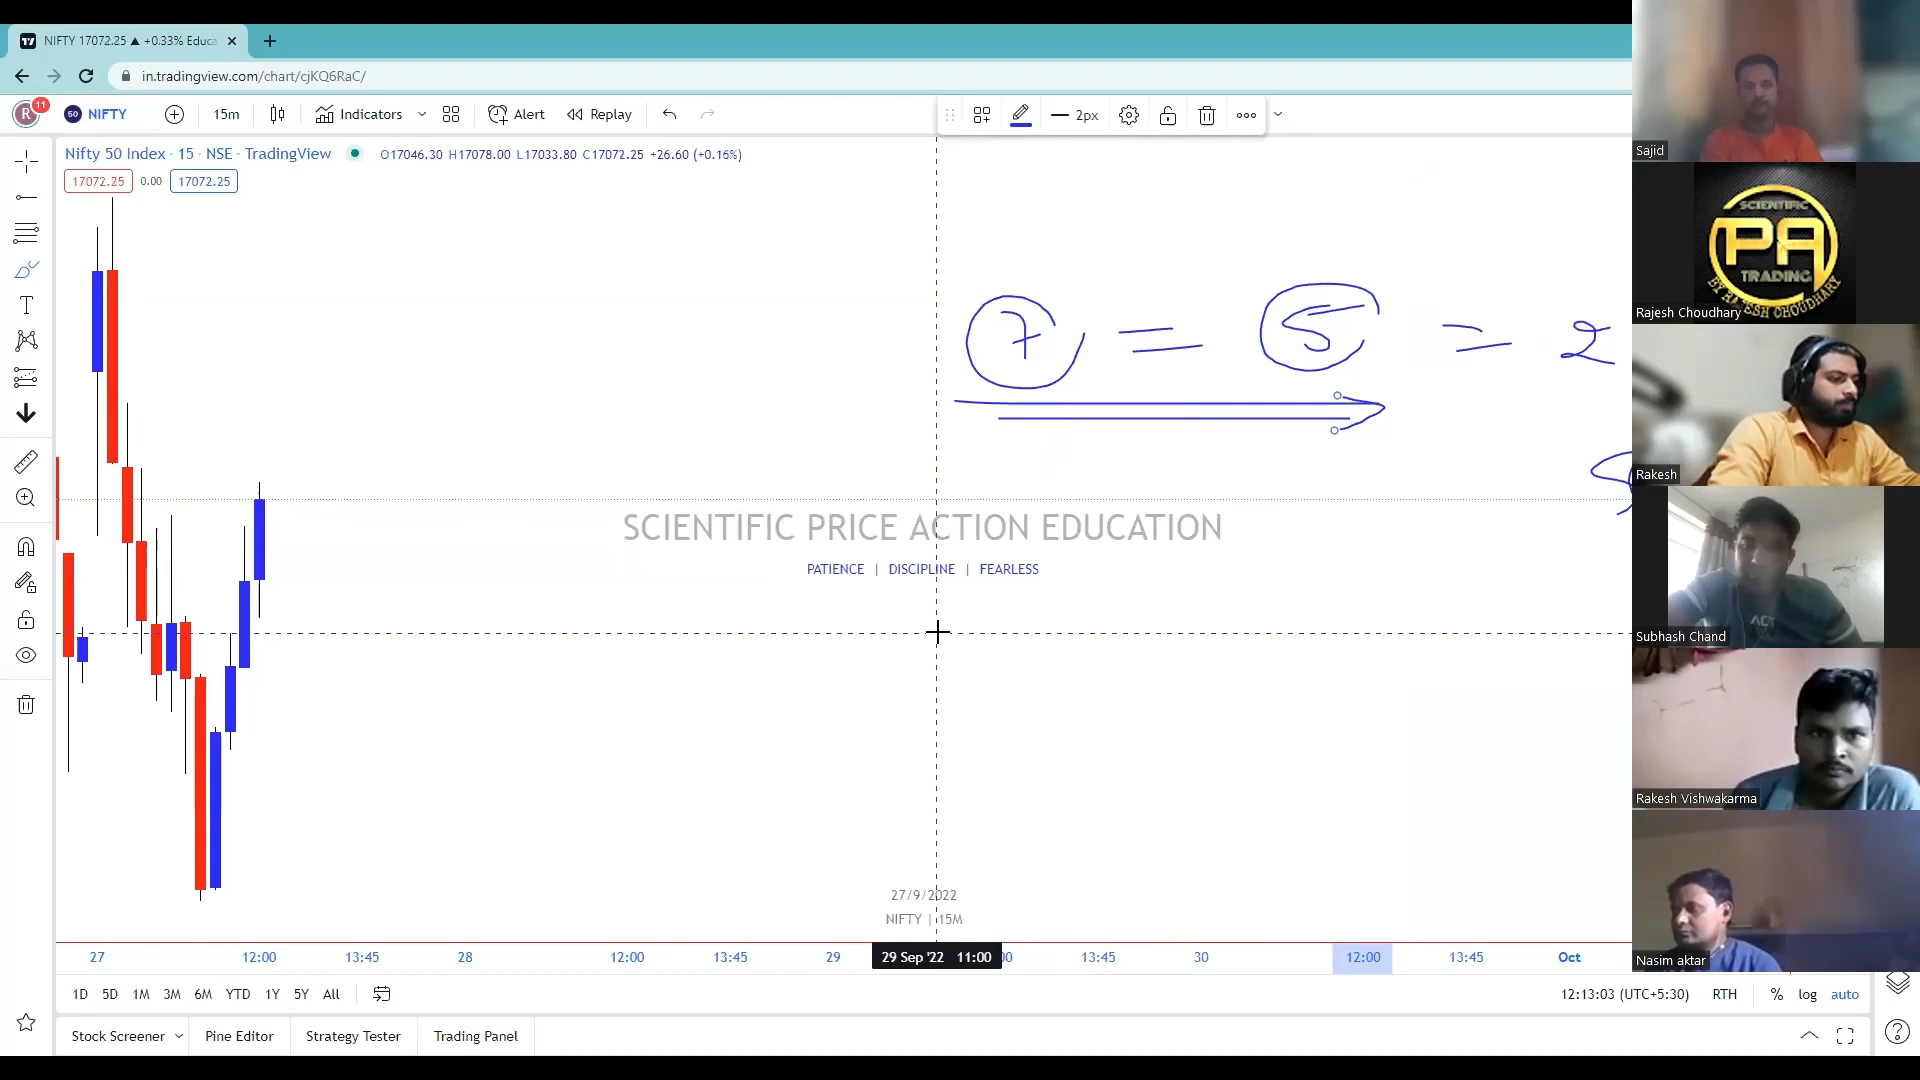 NIFTY 17072.25 ▲ +0.33% Educa
in.tradingview.com/chart/cjKQ6RaC/
R 11 50 NIFTY 15m Indicators Alert Replay 2px
Nifty 50 Index · 15 · NSE · TradingView O17046.30 H17078.00 L17033.80 C17072.25 +26.60 (+0.16%)
17072.25 0.00 17072.25
7 = 5 = 2
SCIENTIFIC PRICE ACTION EDUCATION
PATIENCE | DISCIPLINE | FEARLESS
27/9/2022
NIFTY | 15M
27 12:00 13:45 28 12:00 13:45 29 29 Sep '22 11:00 00 13:45 30 12:00 13:45 Oct
1D 5D 1M 3M 6M YTD 1Y 5Y All 12:13:03 (UTC+5:30) RTH % log auto
Stock Screener Pine Editor Strategy Tester Trading Panel
Sajid
SCIENTIFIC
PA
TRADING
BY RAJESH CHOUDHARY
Rajesh Choudhary
Rakesh
Subhash Chand
Rakesh Vishwakarma
Nasim aktar